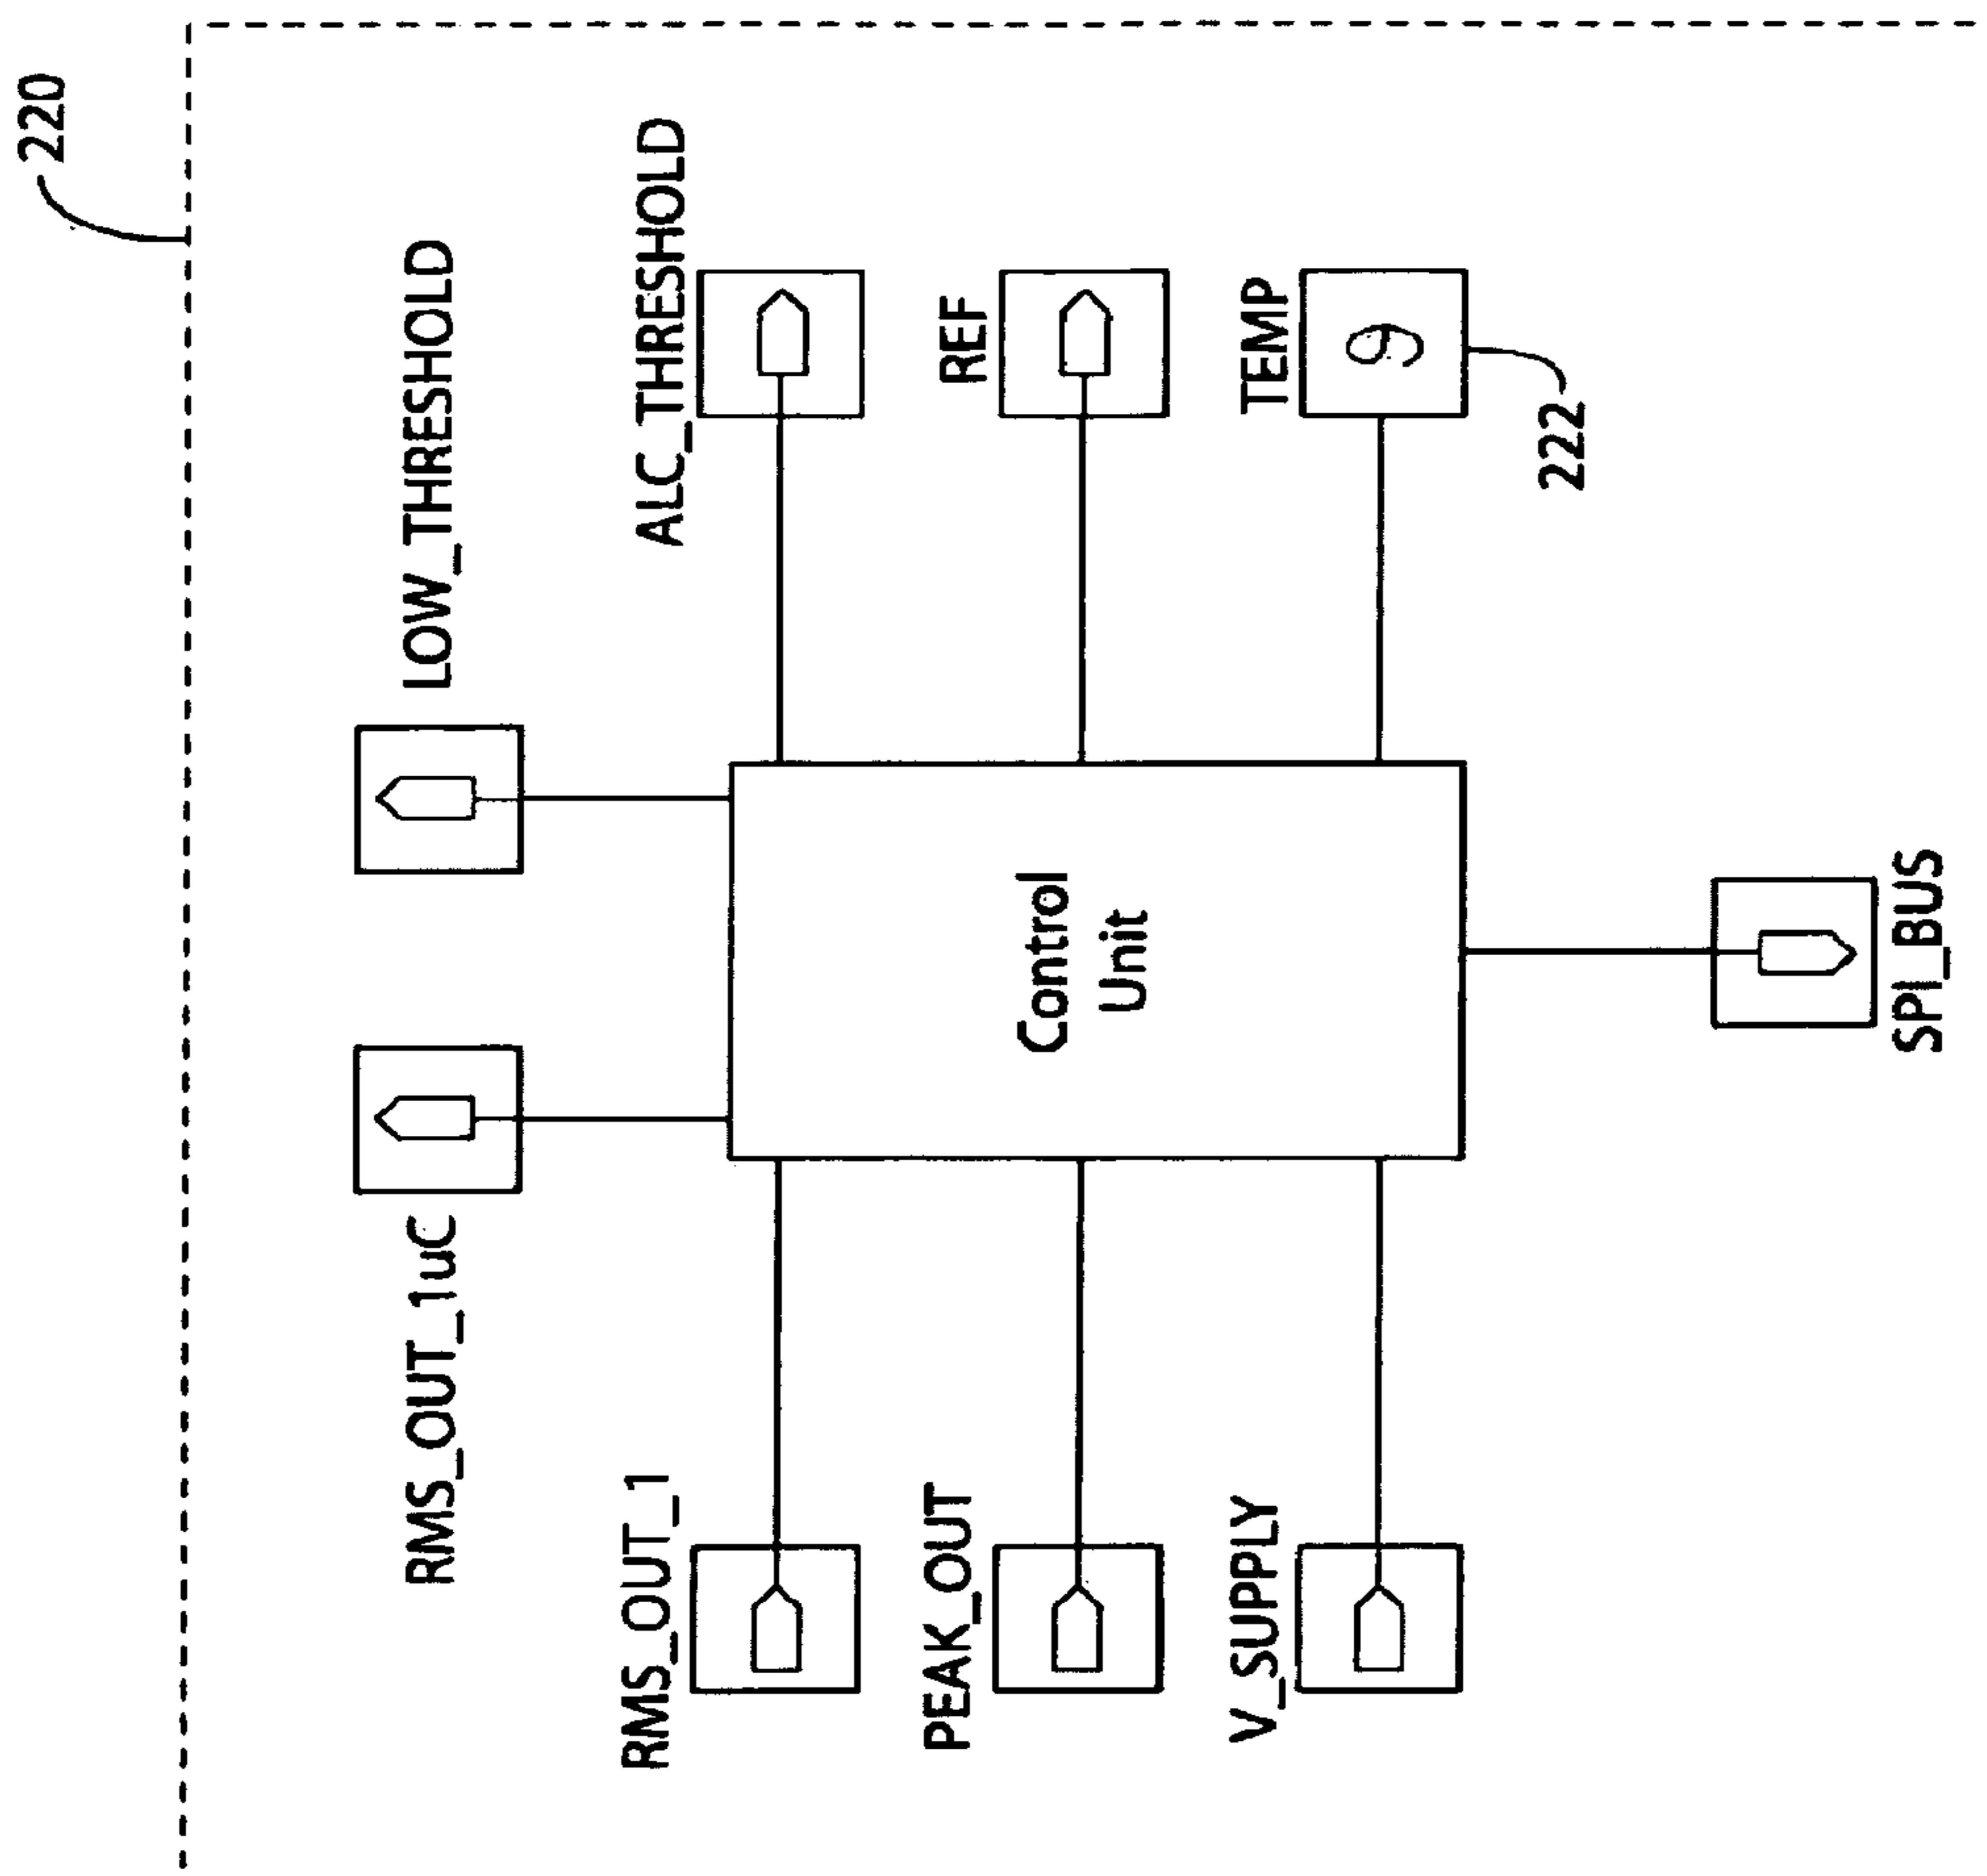 220
LOW_THRESHOLD
RMS_OUT_1uC
ALC_THRESHOLD
RMS_OUT_1
REF
PEAK_OUT
TEMP
V_SUPPLY
Control
Unit
222
SPI_BUS